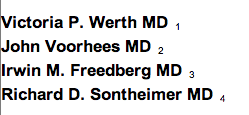 Victoria P. Werth MD 1
John Voorhees MD 2
Irwin M. Freedberg MD 3
Richard D. Sontheimer MD 4